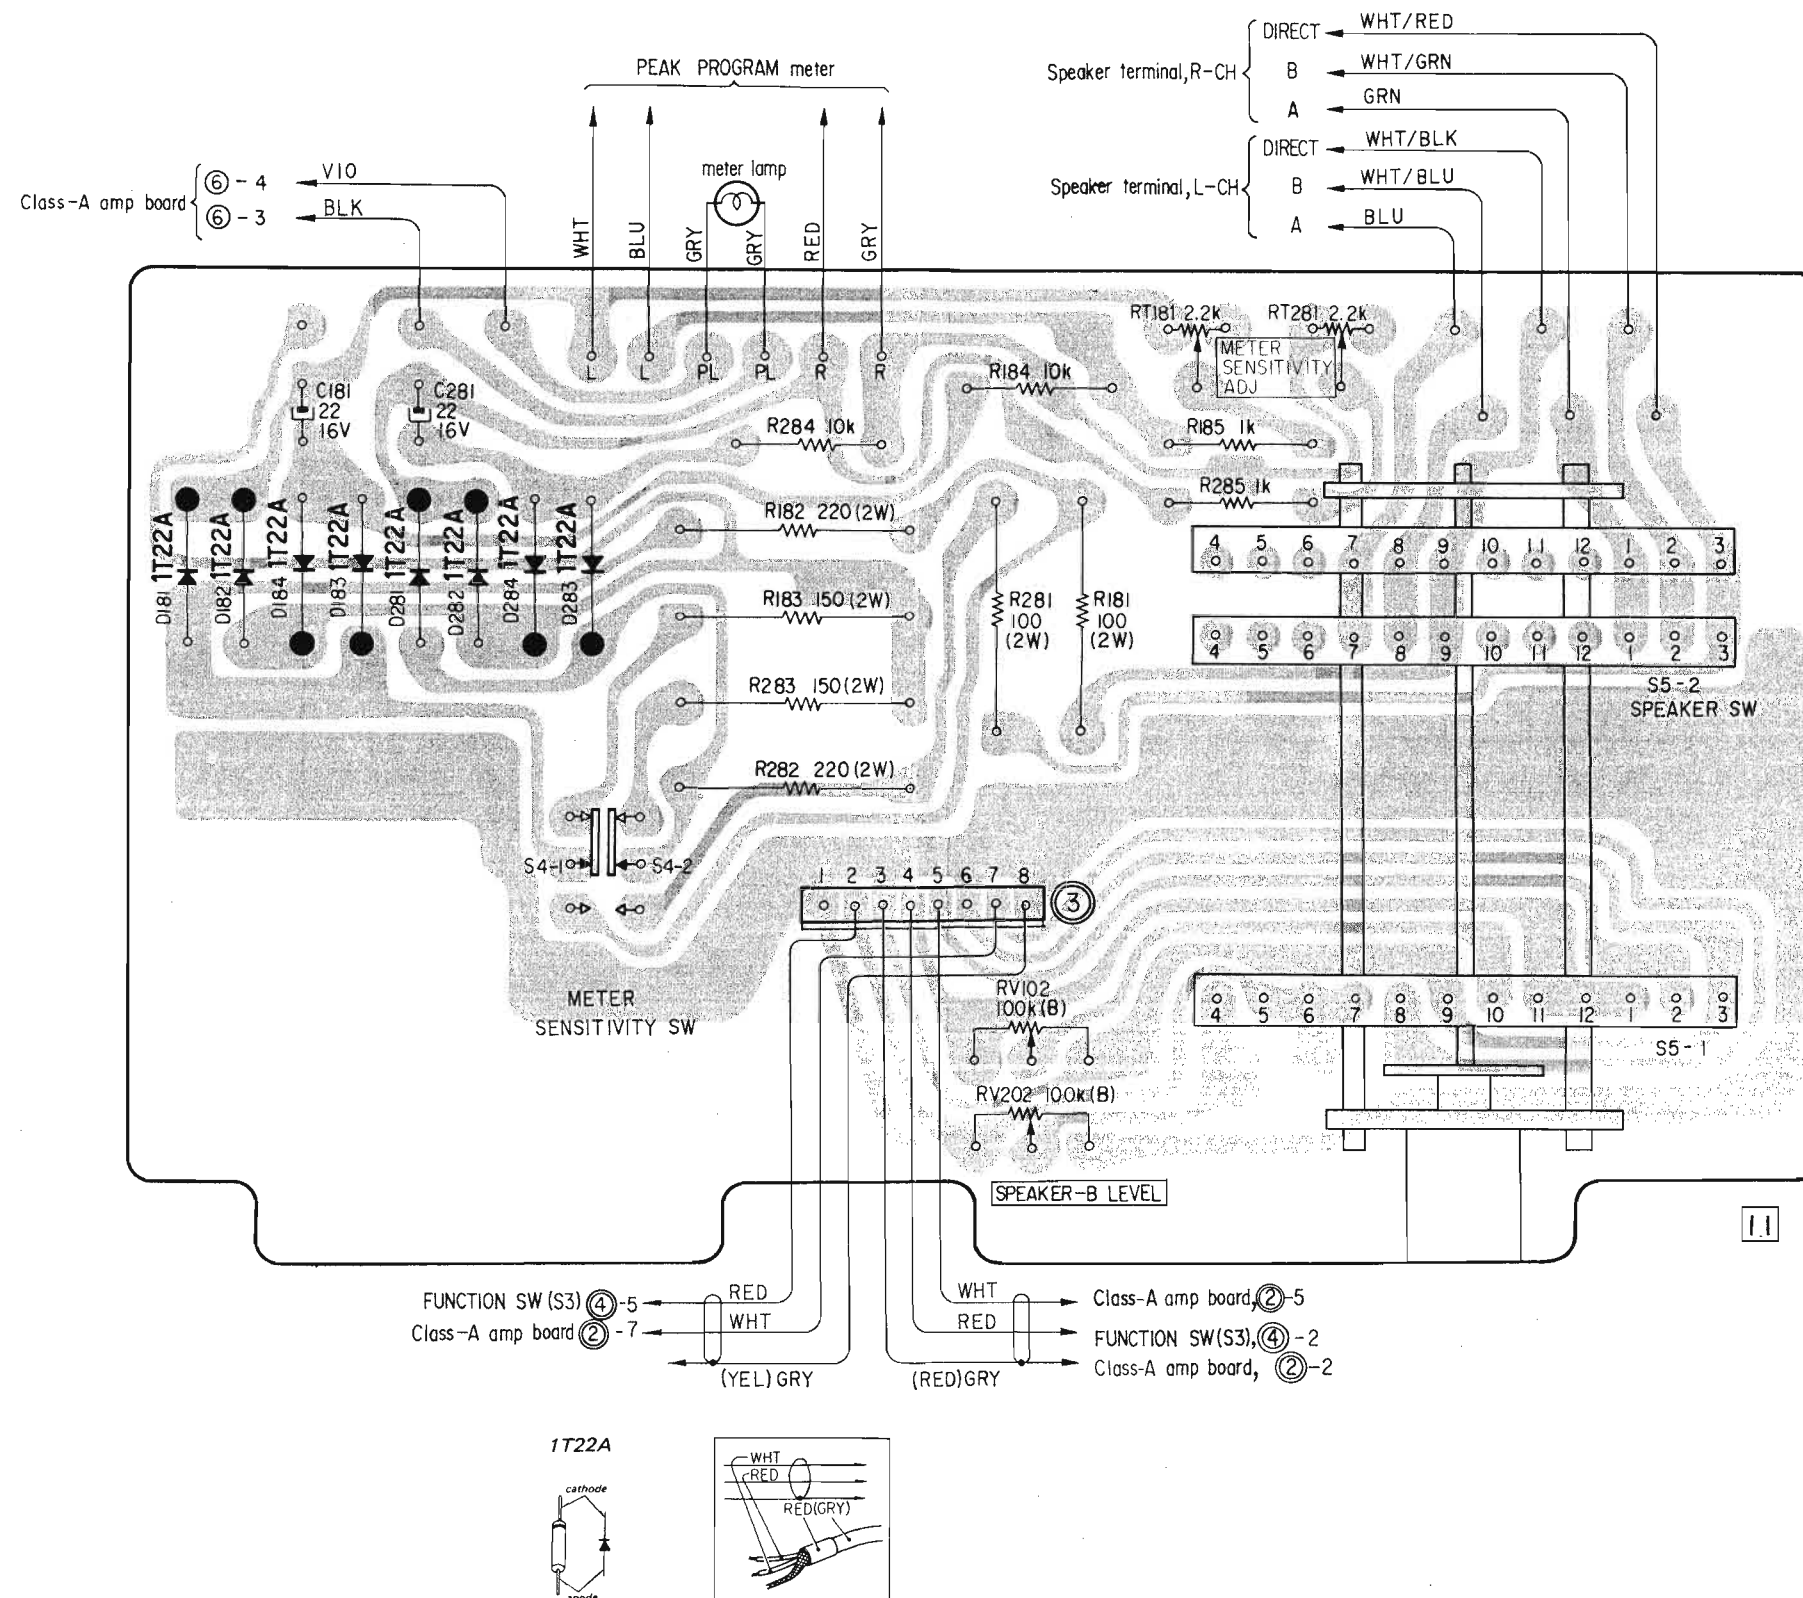 DIRECT WHT/RED
Speaker terminal,R-CH B WHT/GRN
A GRN
DIRECT WHT/BLK
Speaker terminal,L-CH B WHT/BLU
A BLU
PEAK PROGRAM meter
meter lamp
Class-A amp board ⑥-4 VIO
⑥-3 BLK
WHT BLU GRY GRY RED GRY
L L PL PL R R
RT181 2.2k RT281 2.2k
METER
SENSITIVITY
ADJ
C181
22
16V
C281
22
16V
R184 10k
R284 10k
R185 1k
R285 1k
R182 220(2W)
R183 150(2W)
R283 150(2W)
R282 220(2W)
R281
100
(2W)
R181
100
(2W)
1T22A 1T22A 1T22A 1T22A 1T22A 1T22A 1T22A 1T22A
D181 D182 D184 D183 D281 D282 D284 D283
4 5 6 7 8 9 10 11 12 1 2 3
4 5 6 7 8 9 10 11 12 1 2 3
S5-2
SPEAKER SW
S4-1 S4-2
METER
SENSITIVITY SW
1 2 3 4 5 6 7 8
③
RV102
100k(B)
4 5 6 7 8 9 10 11 12 1 2 3
S5-1
RV202 100k(B)
SPEAKER-B LEVEL
11
FUNCTION SW(S3) ④-5 RED
Class-A amp board ②-7 WHT
(YEL)GRY
WHT Class-A amp board,②-5
RED FUNCTION SW(S3),④-2
(RED)GRY Class-A amp board, ②-2
1T22A
cathode
anode
WHT
RED
RED(GRY)